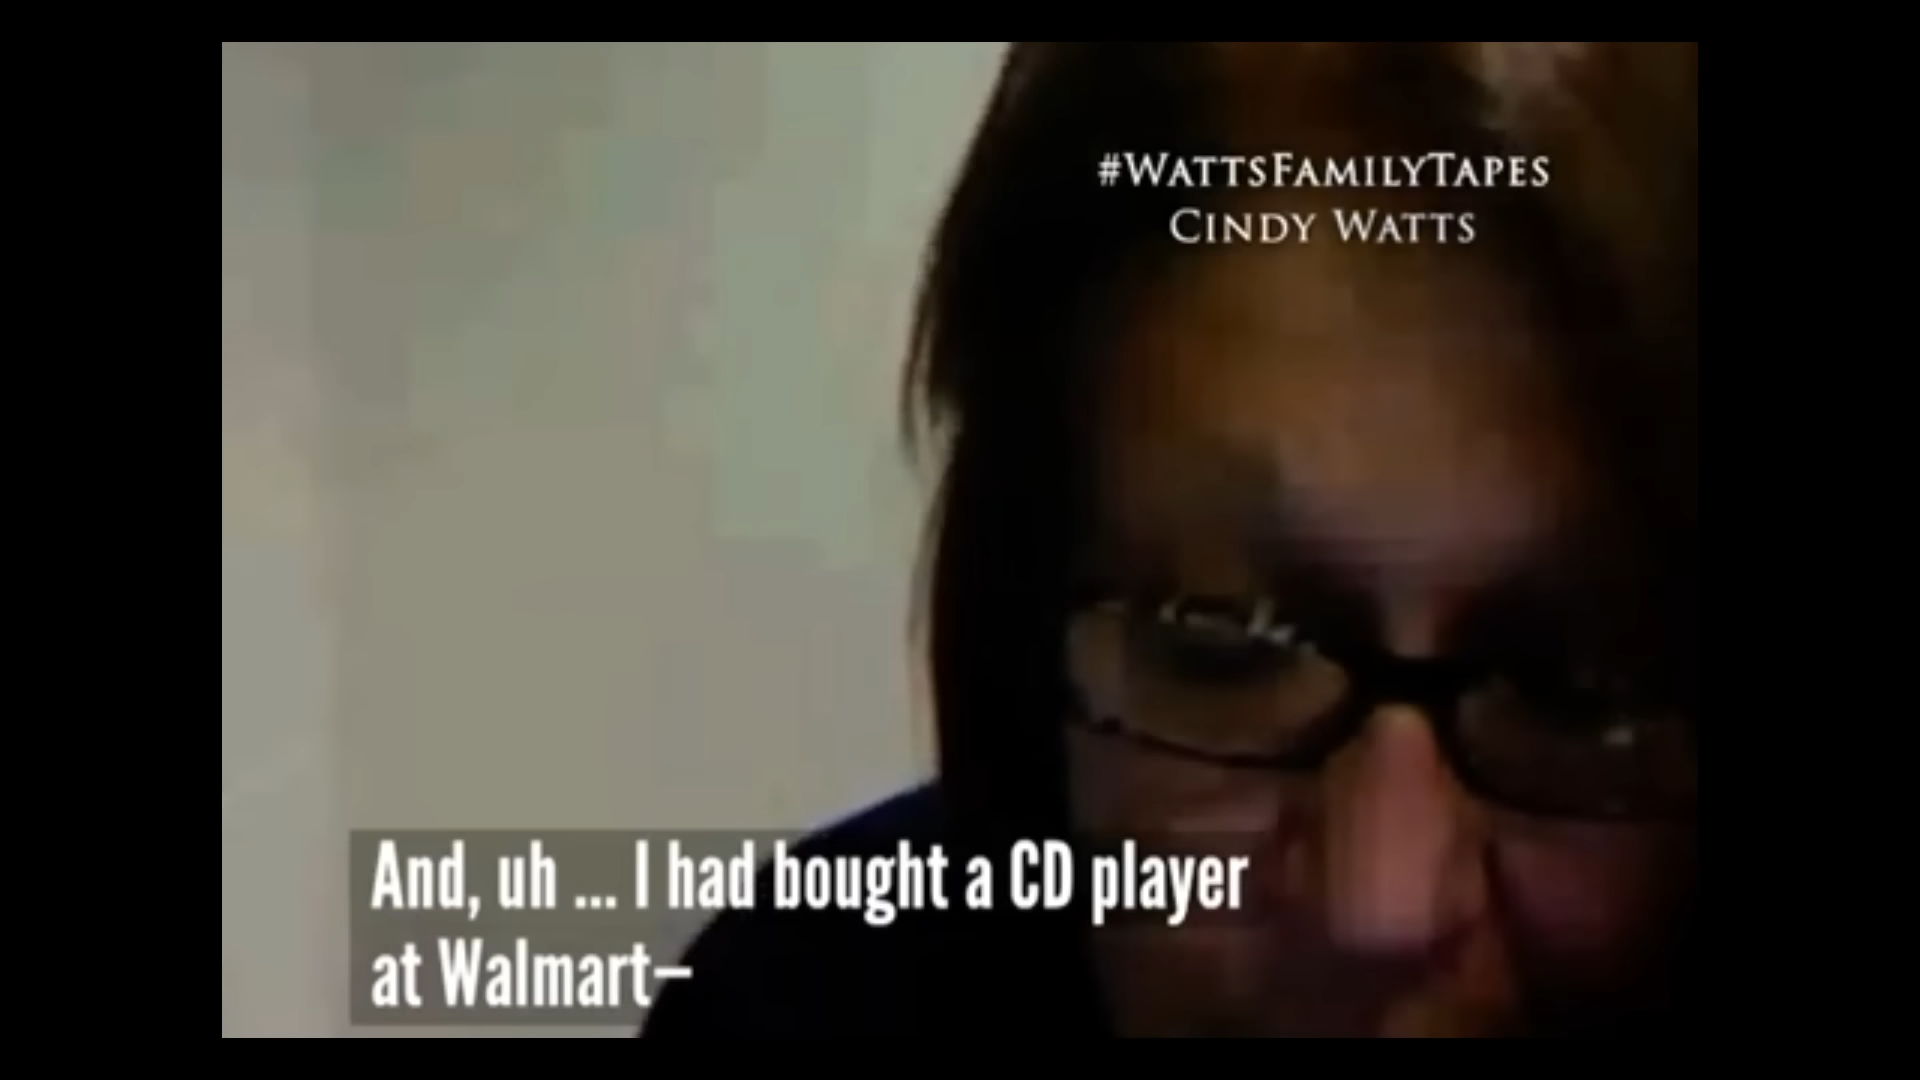 #WATTSFAMILYTAPES
CINDY WATTS
And, uh ... I had bought a CD player
at Walmart–